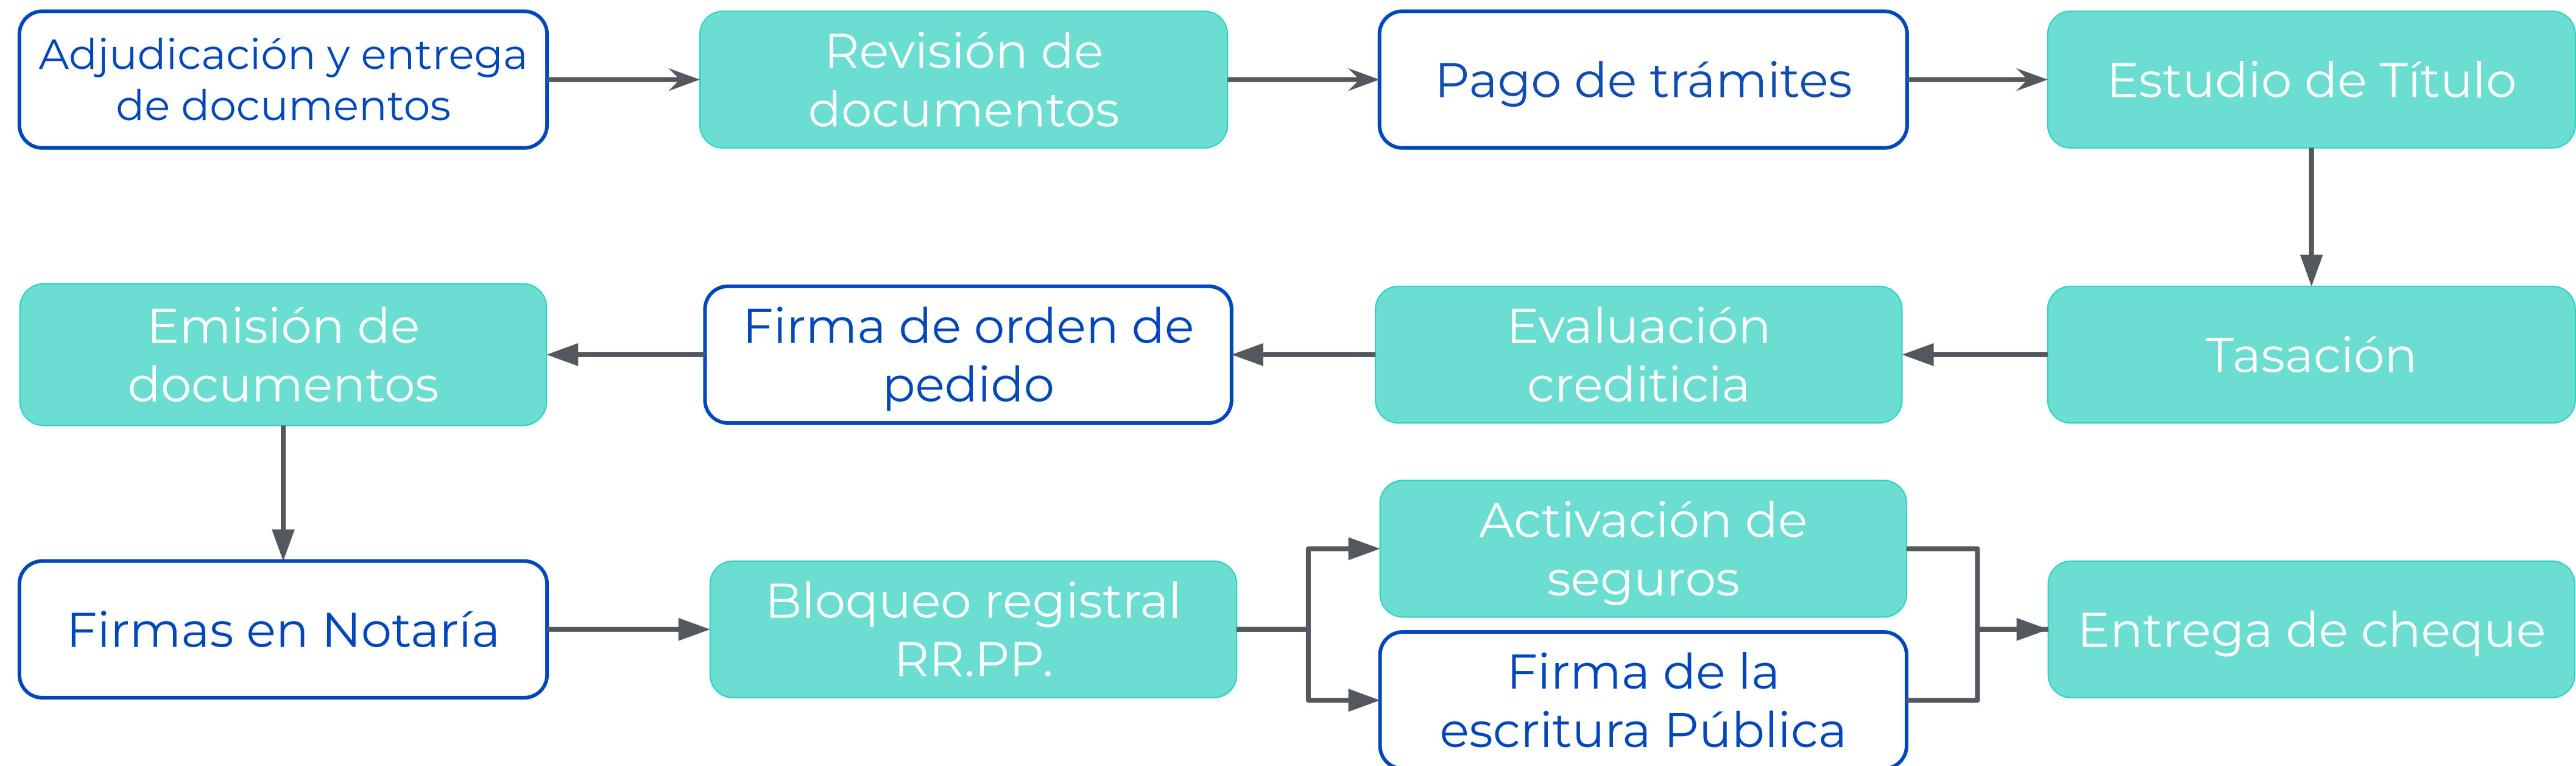 Adjudicación y entrega
de documentos
Revisión de
documentos
Pago de trámites
Estudio de Título
Emisión de
documentos
Firma de orden de
pedido
Evaluación
crediticia
Tasación
Firmas en Notaría
Bloqueo registral
RR.PP.
Activación de
seguros
Firma de la
escritura Pública
Entrega de cheque